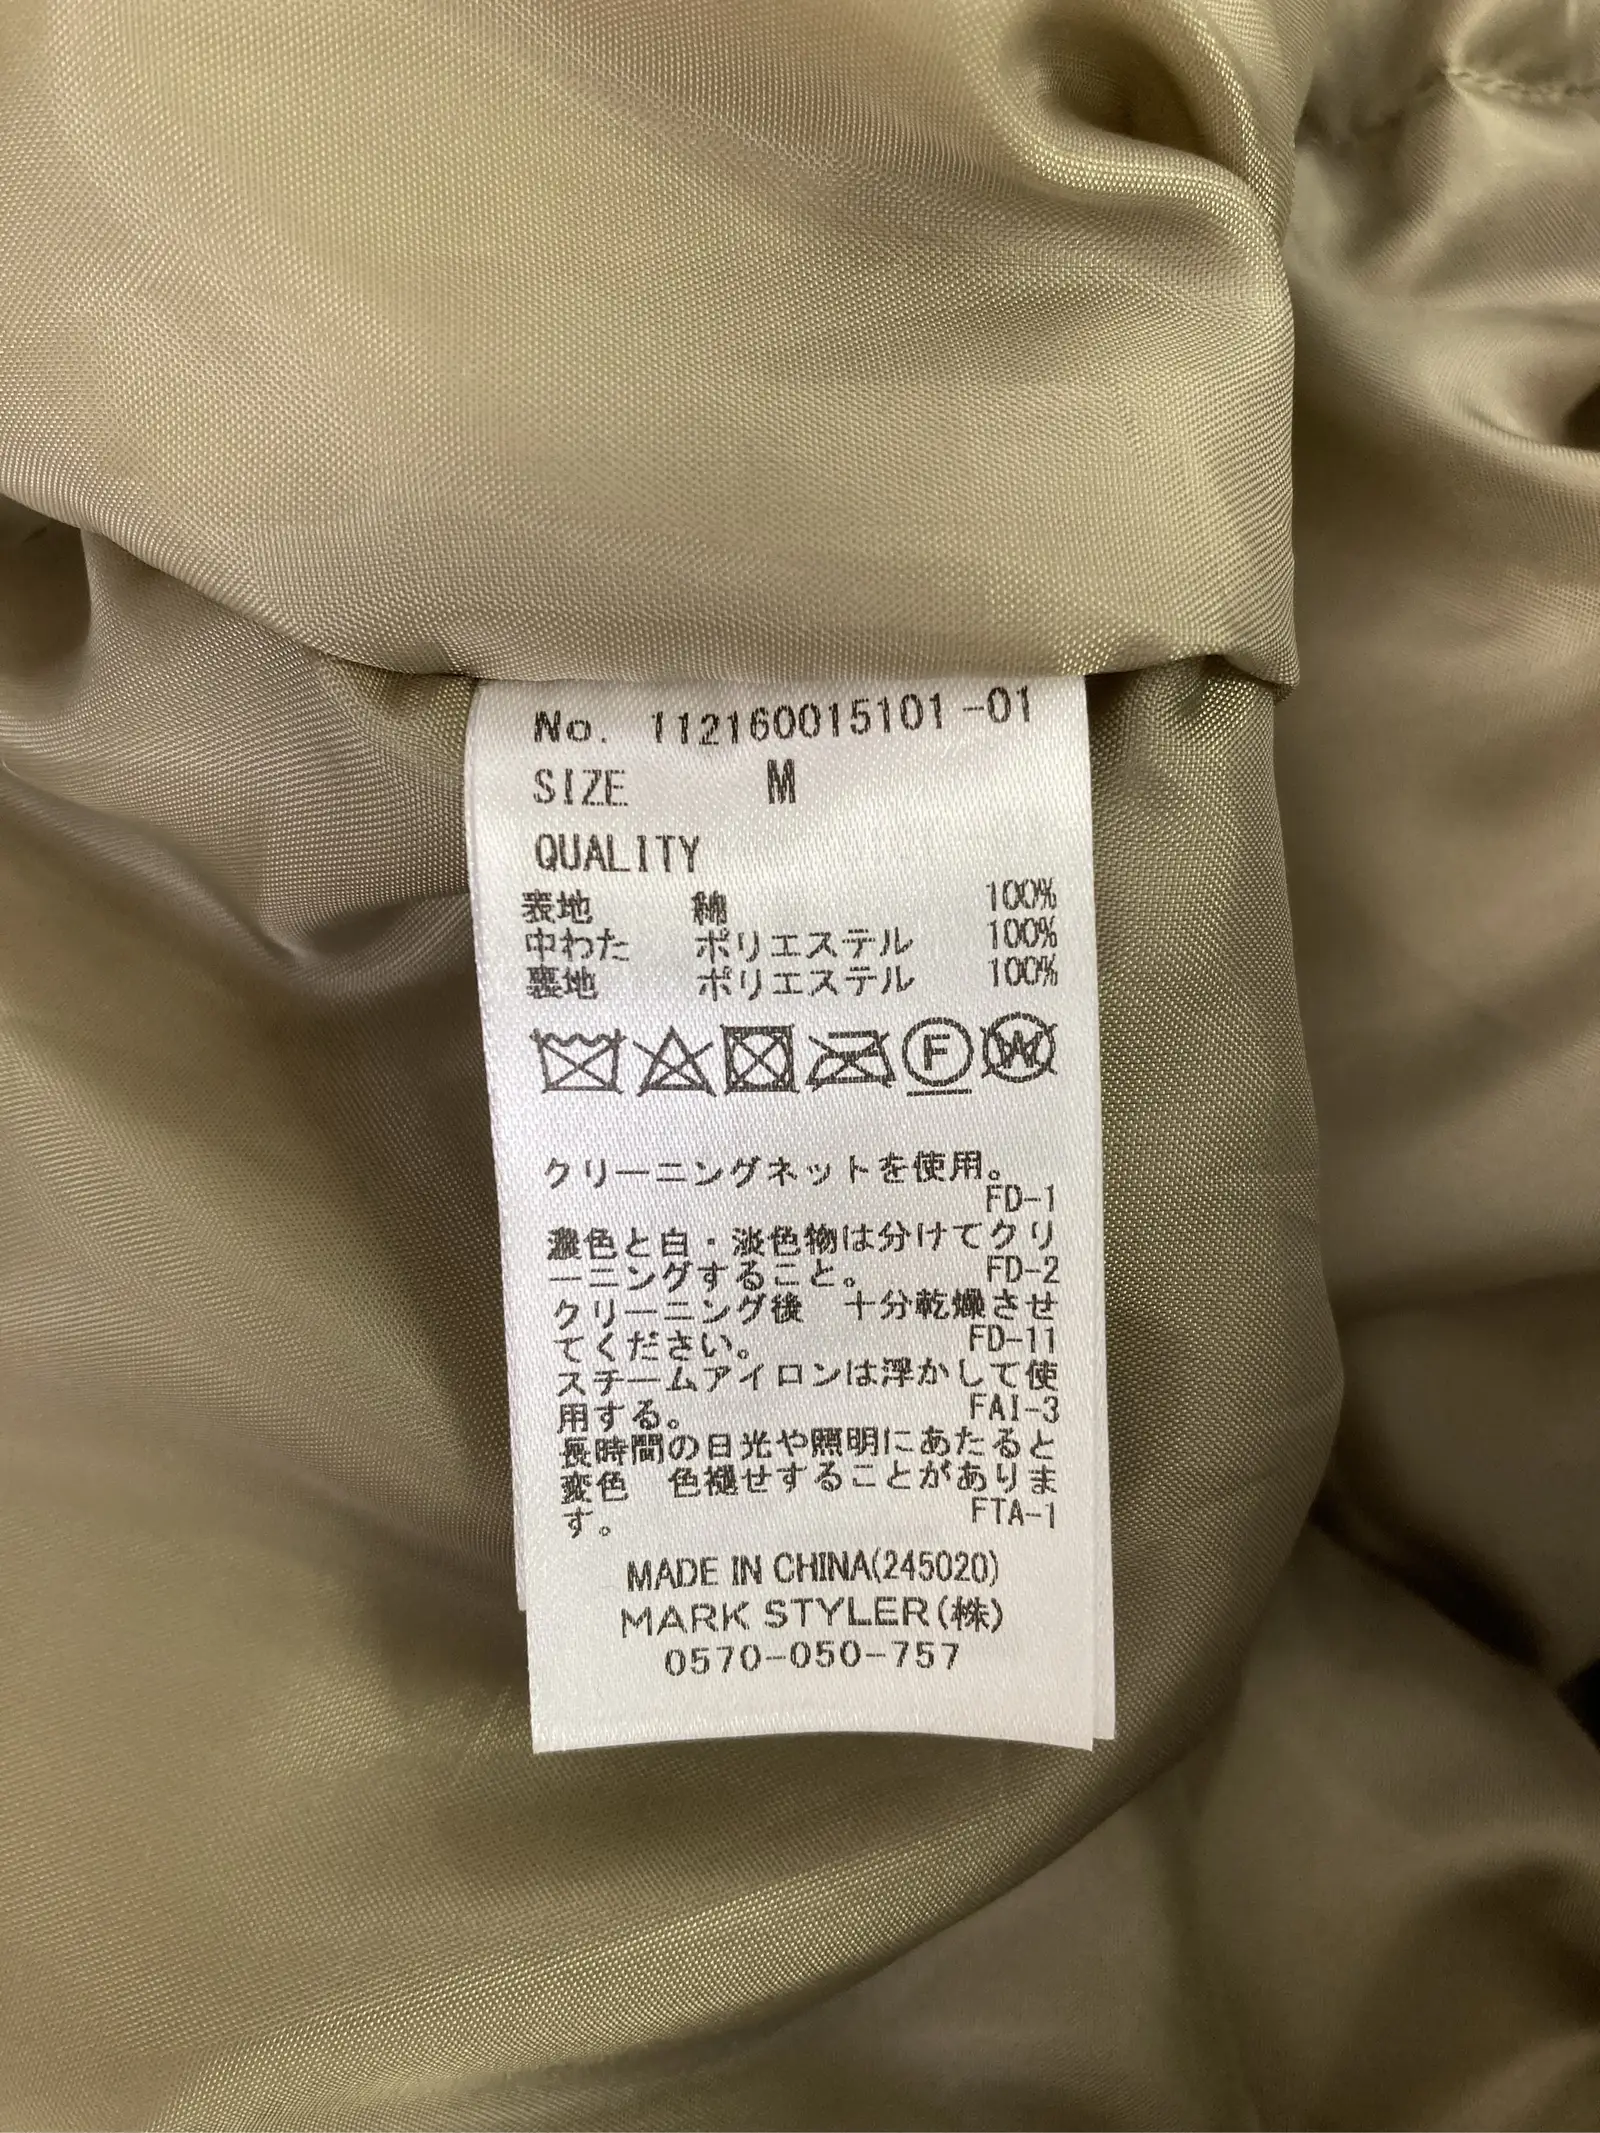 No. 112160015101-01
SIZE M
QUALITY
表地 綿 100%
中わた ポリエステル 100%
裏地 ポリエステル 100%
F W
クリーニングネットを使用。
FD-1
濃色と白・淡色物は分けてクリ
ーニングすること。 FD-2
クリーニング後 十分乾燥させ
てください。 FD-11
スチームアイロンは浮かして使
用する。 FAI-3
長時間の日光や照明にあたると
変色 色褪せすることがありま
す。 FTA-1
MADE IN CHINA(245020)
MARK STYLER(株)
0570-050-757